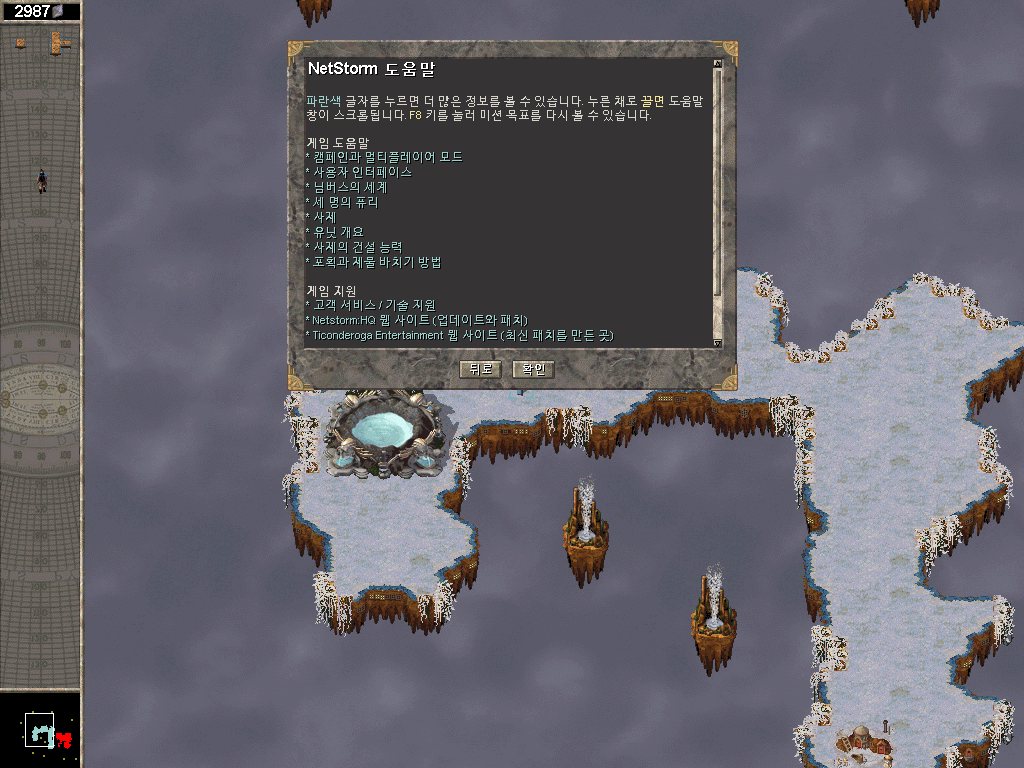 2987
NetStorm 도움말
파란색 글자를 누르면 더 많은 정보를 볼 수 있습니다. 누른 채로 끌면 도움말
창이 스크롤됩니다. F8 키를 눌러 미션 목표를 다시 볼 수 있습니다.
게임 도움말
* 캠페인과 멀티플레이어 모드
* 사용자 인터페이스
* 님버스의 세계
* 세 명의 퓨리
* 사제
* 유닛 개요
* 사제의 건설 능력
* 포획과 제물 바치기 방법
게임 지원
* 고객 서비스 / 기술 지원
* Netstorm:HQ 웹 사이트 (업데이트와 패치)
* Ticonderoga Entertainment 웹 사이트 (최신 패치를 만든 곳)
뒤로 확인